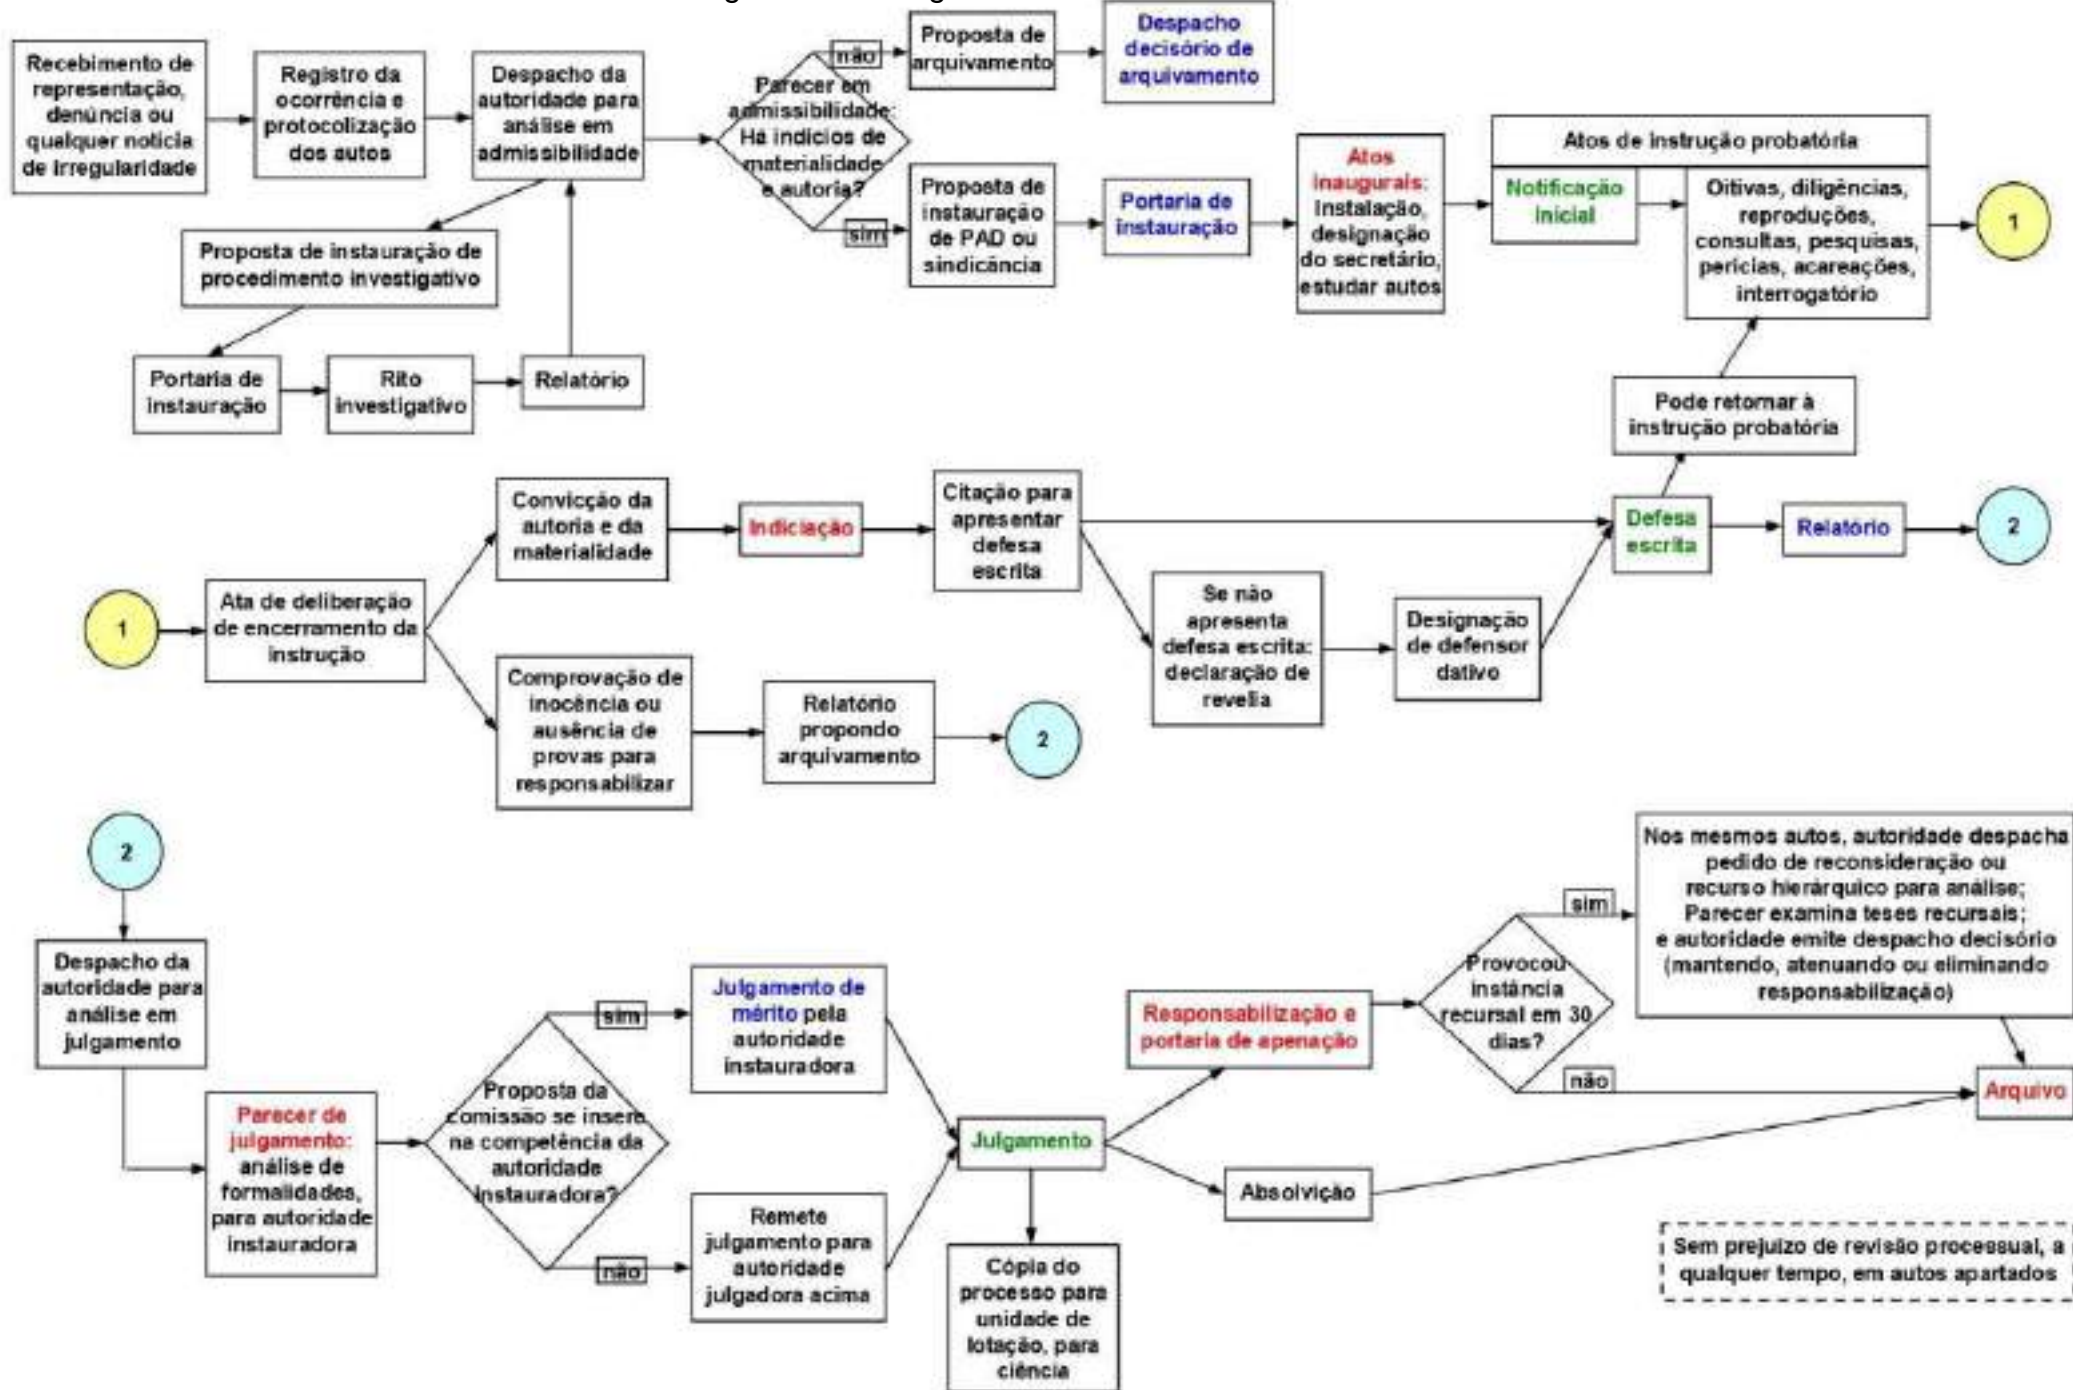 Recebimento de
representação,
denúncia ou
qualquer notícia
de irregularidade
Registro da
ocorrência e
protocolização
dos autos
Despacho da
autoridade para
análise em
admissibilidade
não
Parecer em
admissibilidade:
Há indícios de
materialidade
e autoria?
sim
Proposta de
arquivamento
Despacho
decisório de
arquivamento
Proposta de
instauração
de PAD ou
sindicância
Portaria de
instauração
Atos
inaugurais:
instalação,
designação
do secretário,
estudar autos
Atos de instrução probatória
Notificação
inicial
Oitivas, diligências,
reproduções,
consultas, pesquisas,
perícias, acareações,
interrogatório
1
Proposta de instauração de
procedimento investigativo
Portaria de
instauração
Rito
investigativo
Relatório
Pode retornar à
instrução probatória
1
Ata de deliberação
de encerramento da
instrução
Convicção da
autoria e da
materialidade
Indiciação
Citação para
apresentar
defesa
escrita
Se não
apresenta
defesa escrita:
declaração de
revelia
Designação
de defensor
dativo
Defesa
escrita
Relatório
2
Comprovação de
inocência ou
ausência de
provas para
responsabilizar
Relatório
propondo
arquivamento
2
2
Despacho da
autoridade para
análise em
julgamento
Parecer de
julgamento:
análise de
formalidades,
para autoridade
instauradora
Proposta da
comissão se insere
na competência da
autoridade
instauradora?
sim
não
Julgamento de
mérito pela
autoridade
instauradora
Remete
julgamento para
autoridade
julgadora acima
Julgamento
Cópia do
processo para
unidade de
lotação, para
ciência
Responsabilização e
portaria de apenação
Absolvição
Provocou
instância
recursal em 30
dias?
sim
não
Nos mesmos autos, autoridade despacha
pedido de reconsideração ou
recurso hierárquico para análise;
Parecer examina teses recursais;
e autoridade emite despacho decisório
(mantendo, atenuando ou eliminando
responsabilização)
Arquivo
Sem prejuízo de revisão processual, a
qualquer tempo, em autos apartados